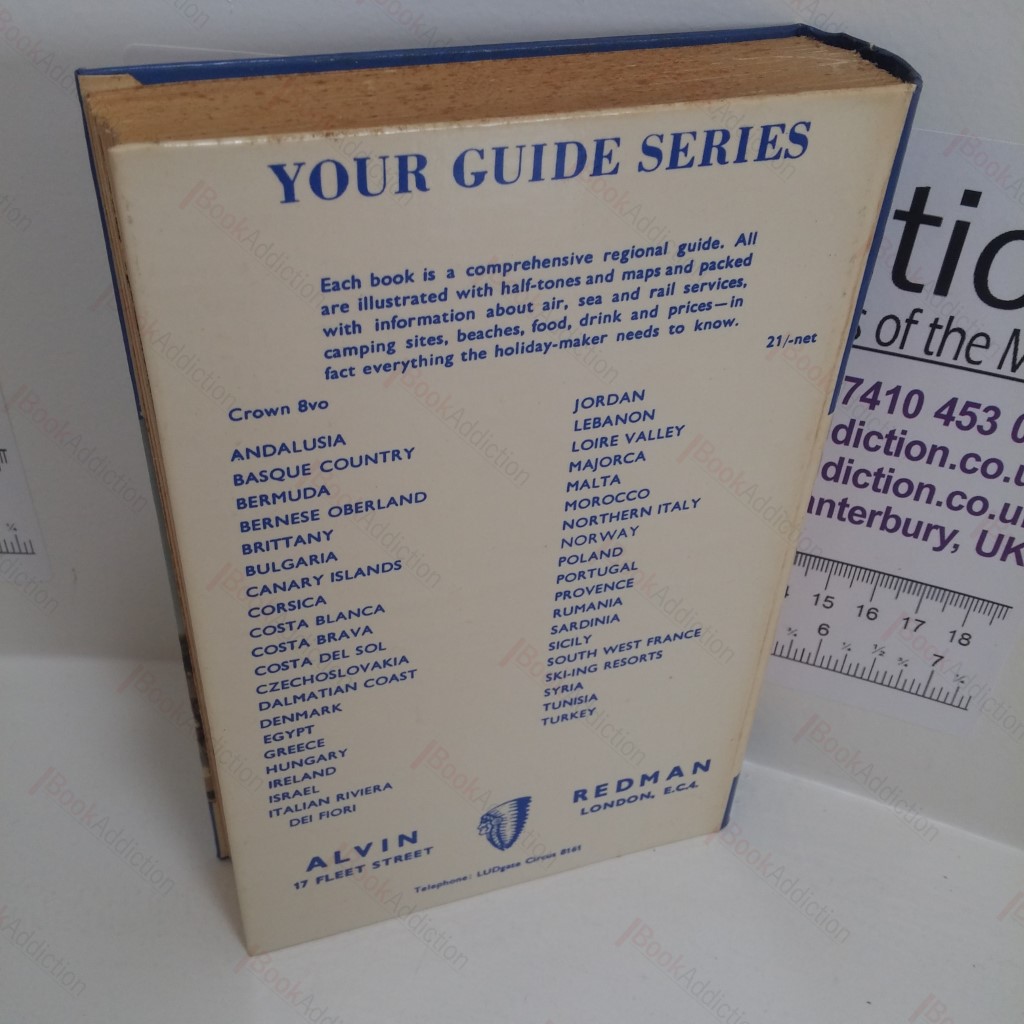 YOUR GUIDE SERIES
Each book is a comprehensive regional guide. All
are illustrated with half-tones and maps and packed
with information about air, sea and rail services,
camping sites, beaches, food, drink and prices—in
fact everything the holiday-maker needs to know.
21/-net
Crown 8vo
ANDALUSIA
BASQUE COUNTRY
BERMUDA
BERNESE OBERLAND
BRITTANY
BULGARIA
CANARY ISLANDS
CORSICA
COSTA BLANCA
COSTA BRAVA
COSTA DEL SOL
CZECHOSLOVAKIA
DALMATIAN COAST
DENMARK
EGYPT
GREECE
HUNGARY
IRELAND
ISRAEL
ITALIAN RIVIERA
DEI FIORI
JORDAN
LEBANON
LOIRE VALLEY
MAJORCA
MALTA
MOROCCO
NORTHERN ITALY
NORWAY
POLAND
PORTUGAL
PROVENCE
RUMANIA
SARDINIA
SICILY
SOUTH WEST FRANCE
SKI-ING RESORTS
SYRIA
TUNISIA
TURKEY
ALVIN REDMAN
17 FLEET STREET LONDON, E.C.4.
Telephone: LUDgate Circus 8161
tio
s of the M
7410 453 0
diction.co.u
diction.co.u
anterbury, UK
15 16 17 18
6 7
BookAddiction